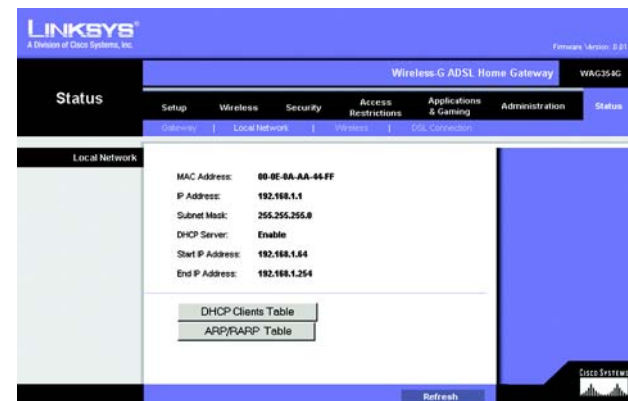 LINKSYS®
A Division of Cisco Systems, Inc.
Firmware Version: 0.01
Wireless-G ADSL Home Gateway WAG354G
Status
Setup Wireless Security Access Restrictions Applications & Gaming Administration Status
Gateway | Local Network | Wireless | DSL Connection
Local Network
MAC Address: 00-0E-0A-AA-44-FF
IP Address: 192.168.1.1
Subnet Mask: 255.255.255.0
DHCP Server: Enable
Start IP Address: 192.168.1.64
End IP Address: 192.168.1.254
DHCP Clients Table
ARP/RARP Table
Refresh
CISCO SYSTEMS